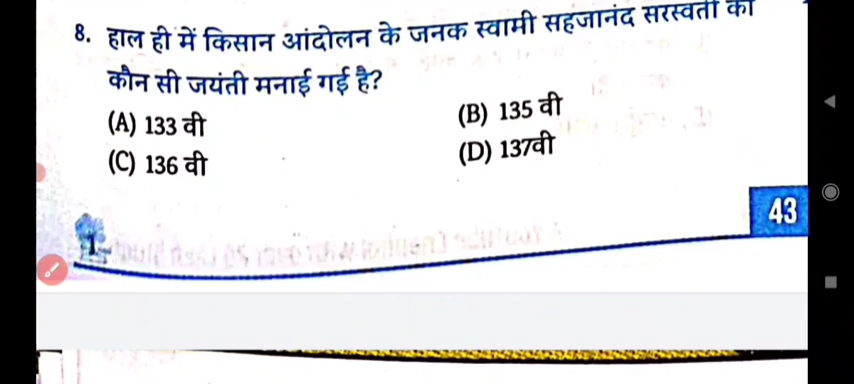 8. हाल ही में किसान आंदोलन के जनक स्वामी सहजानंद सरस्वती की
कौन सी जयंती मनाई गई है?
(A) 133 वी
(B) 135 वी
(C) 136 वी
(D) 137वी
43